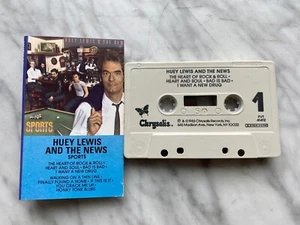 HUEY LEWIS & THE NEWS
SPORTS
HUEY LEWIS
AND THE NEWS
SPORTS
THE HEART OF ROCK & ROLL •
HEART AND SOUL • BAD IS BAD •
I WANT A NEW DRUG
WALKING ON A THIN LINE •
FINALLY FOUND A HOME • IF THIS IS IT •
YOU CRACK ME UP •
HONKY TONK BLUES
HUEY LEWIS AND THE NEWS
THE HEART OF ROCK & ROLL •
HEART AND SOUL • BAD IS BAD •
I WANT A NEW DRUG
Chrysalis
1